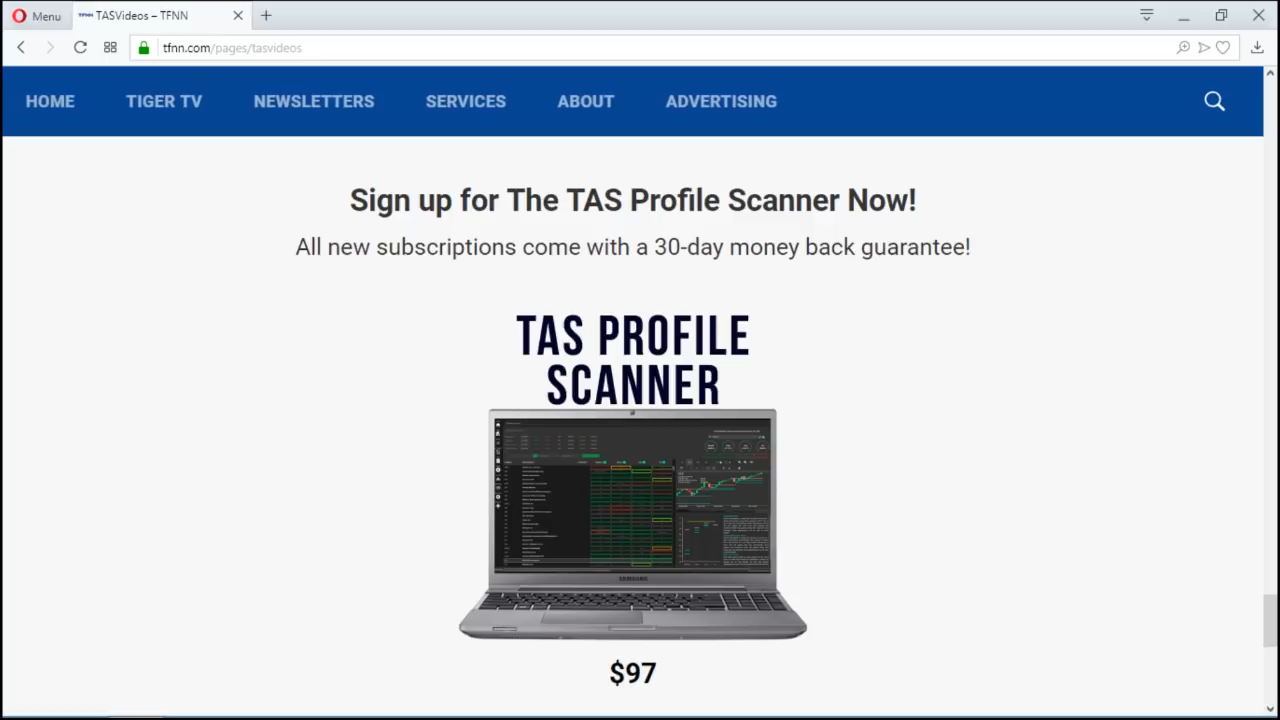 Menu
TFNN TASVideos – TFNN
tfnn.com/pages/tasvideos
HOME TIGER TV NEWSLETTERS SERVICES ABOUT ADVERTISING
Sign up for The TAS Profile Scanner Now!
All new subscriptions come with a 30-day money back guarantee!
TAS PROFILE
SCANNER
SAMSUNG
$97